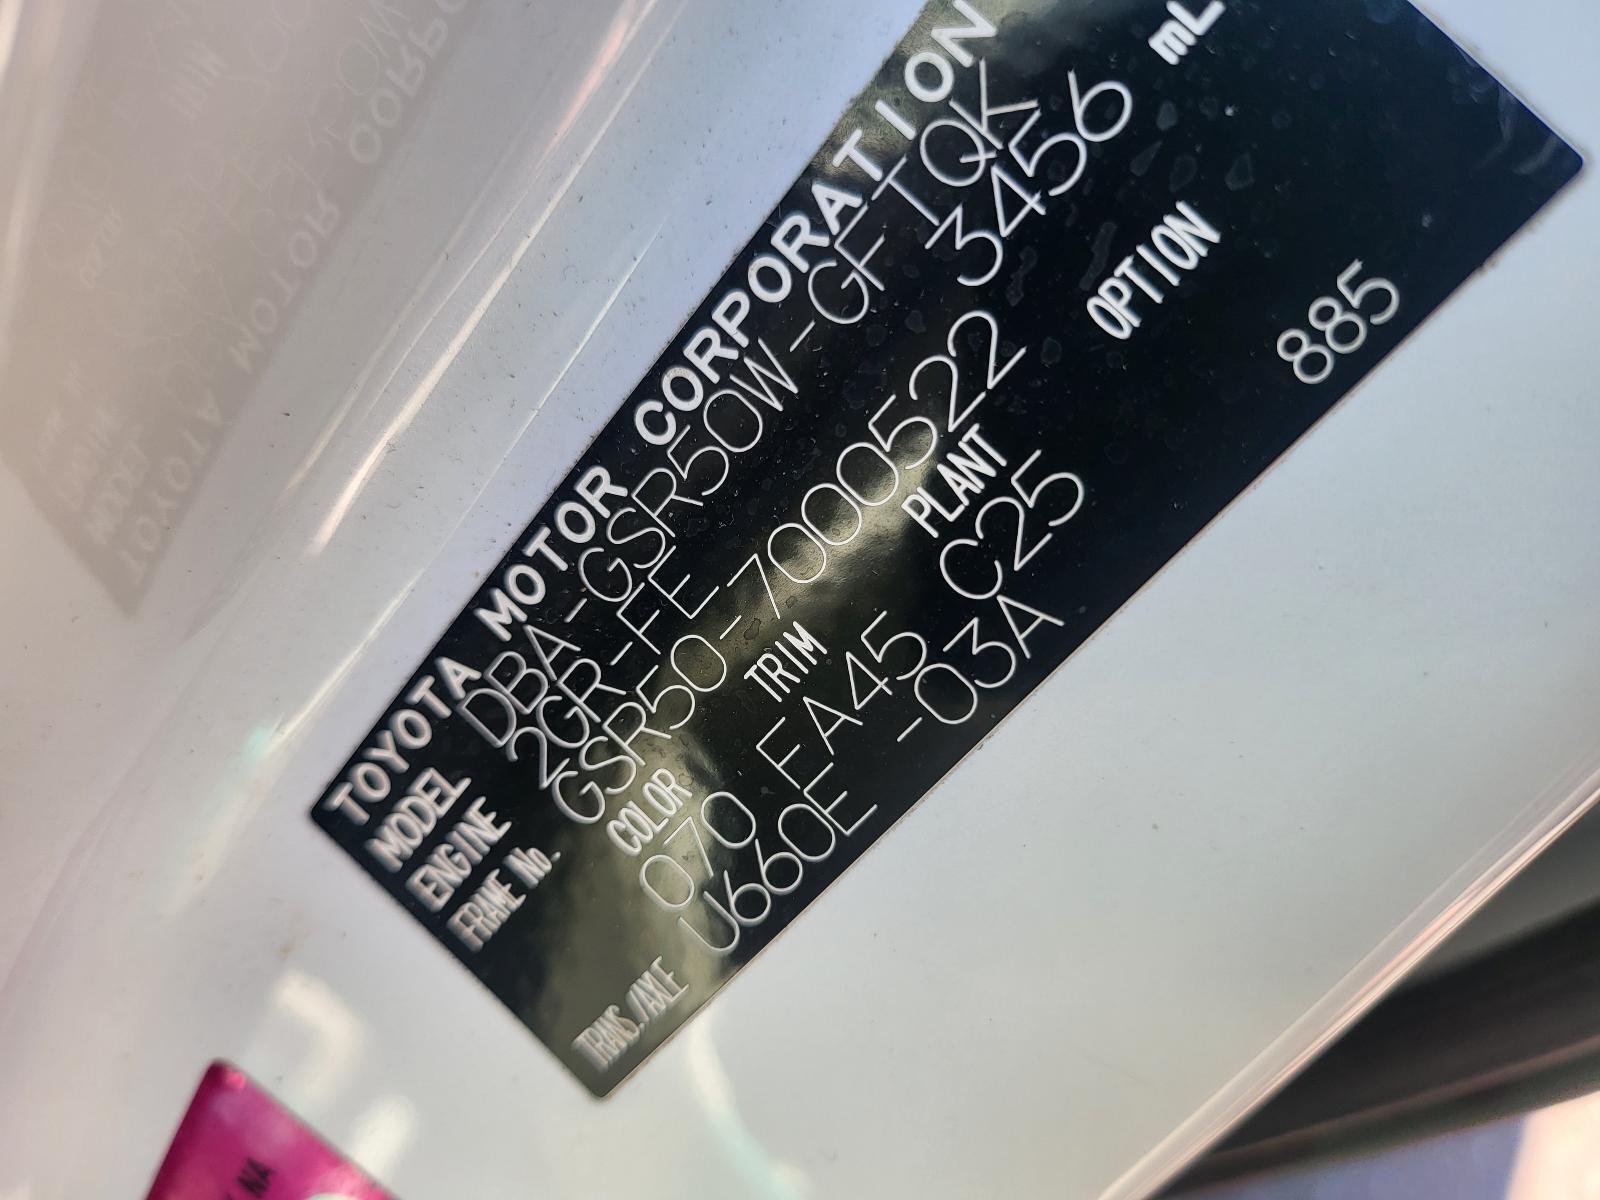 TOYOTA MOTOR CORPORATION
MODEL DBA-GSR50W-GFTQK
ENGINE 2GR-FE 3456 mL
FRAME No. GSR50-7000522
COLOR TRIM PLANT OPTION
070 FA45 C25 885
TRANS./AXLE U660E -03A
NA